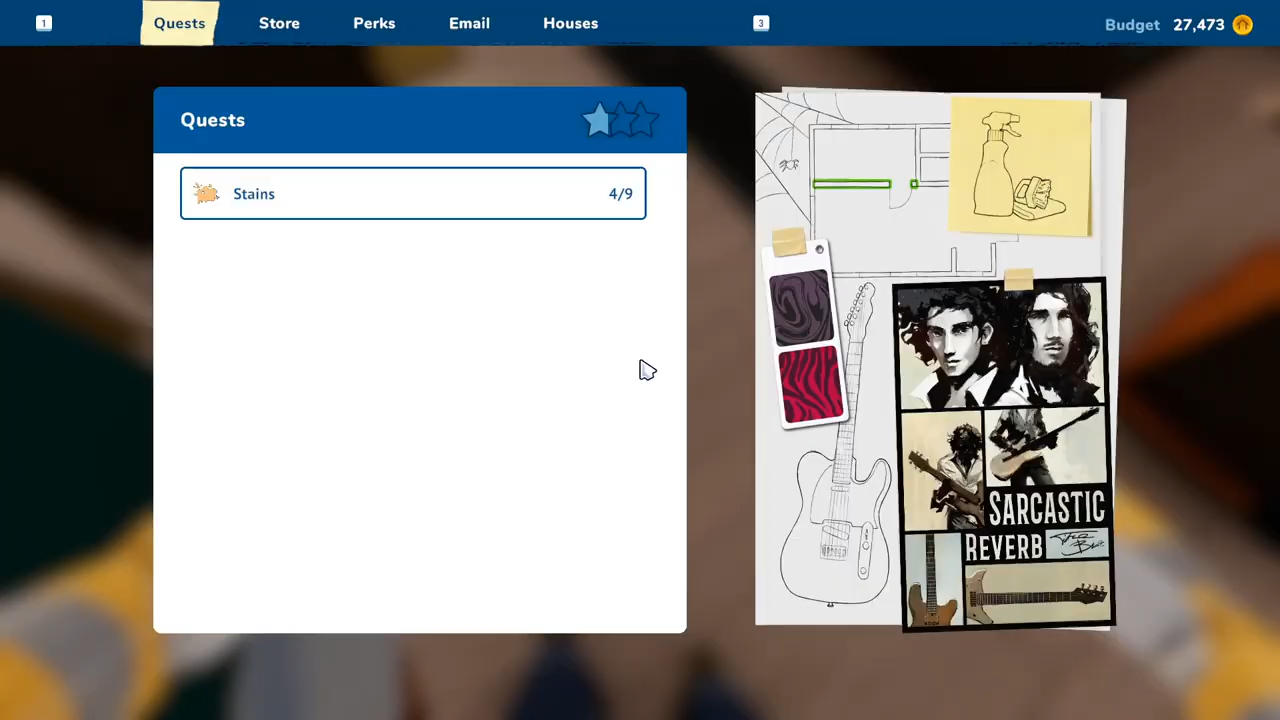 1 Quests Store Perks Email Houses 3 Budget 27,473
Quests
Stains 4/9
SARCASTIC
REVERB